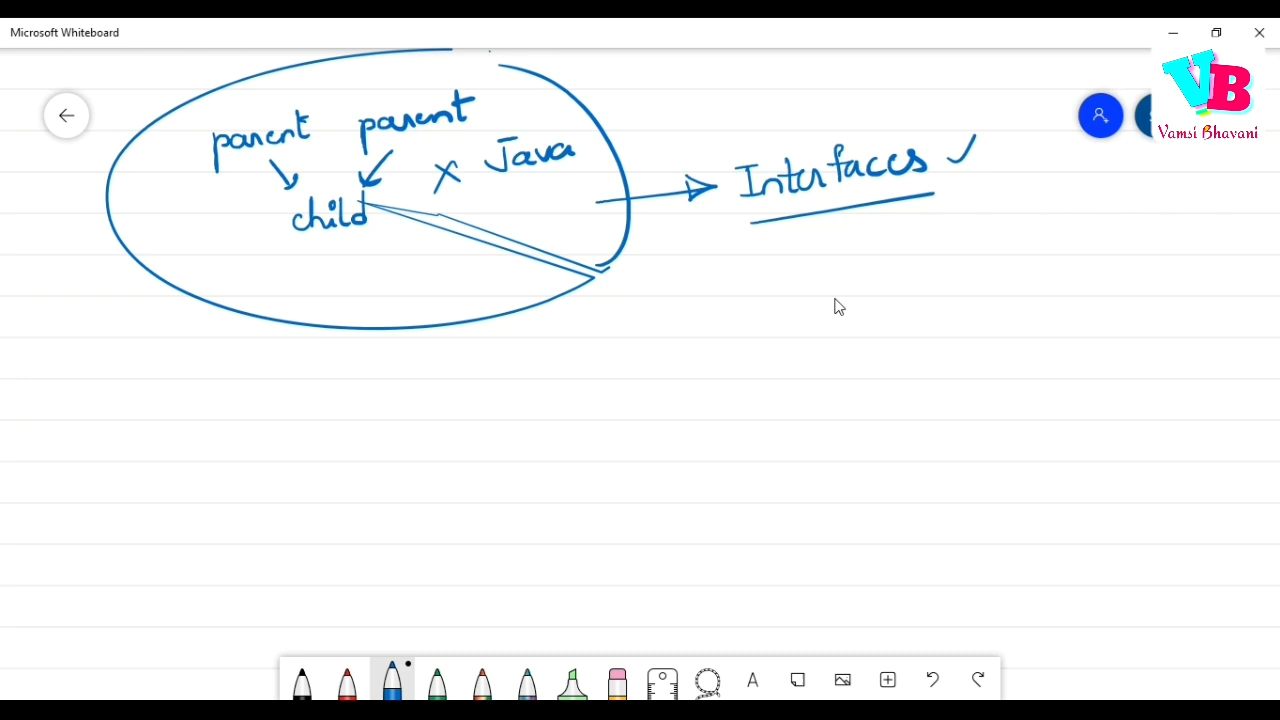 Microsoft Whiteboard
VB
Vamsi Bhavani
parent parent
x Java
child
Interfaces ✓
A